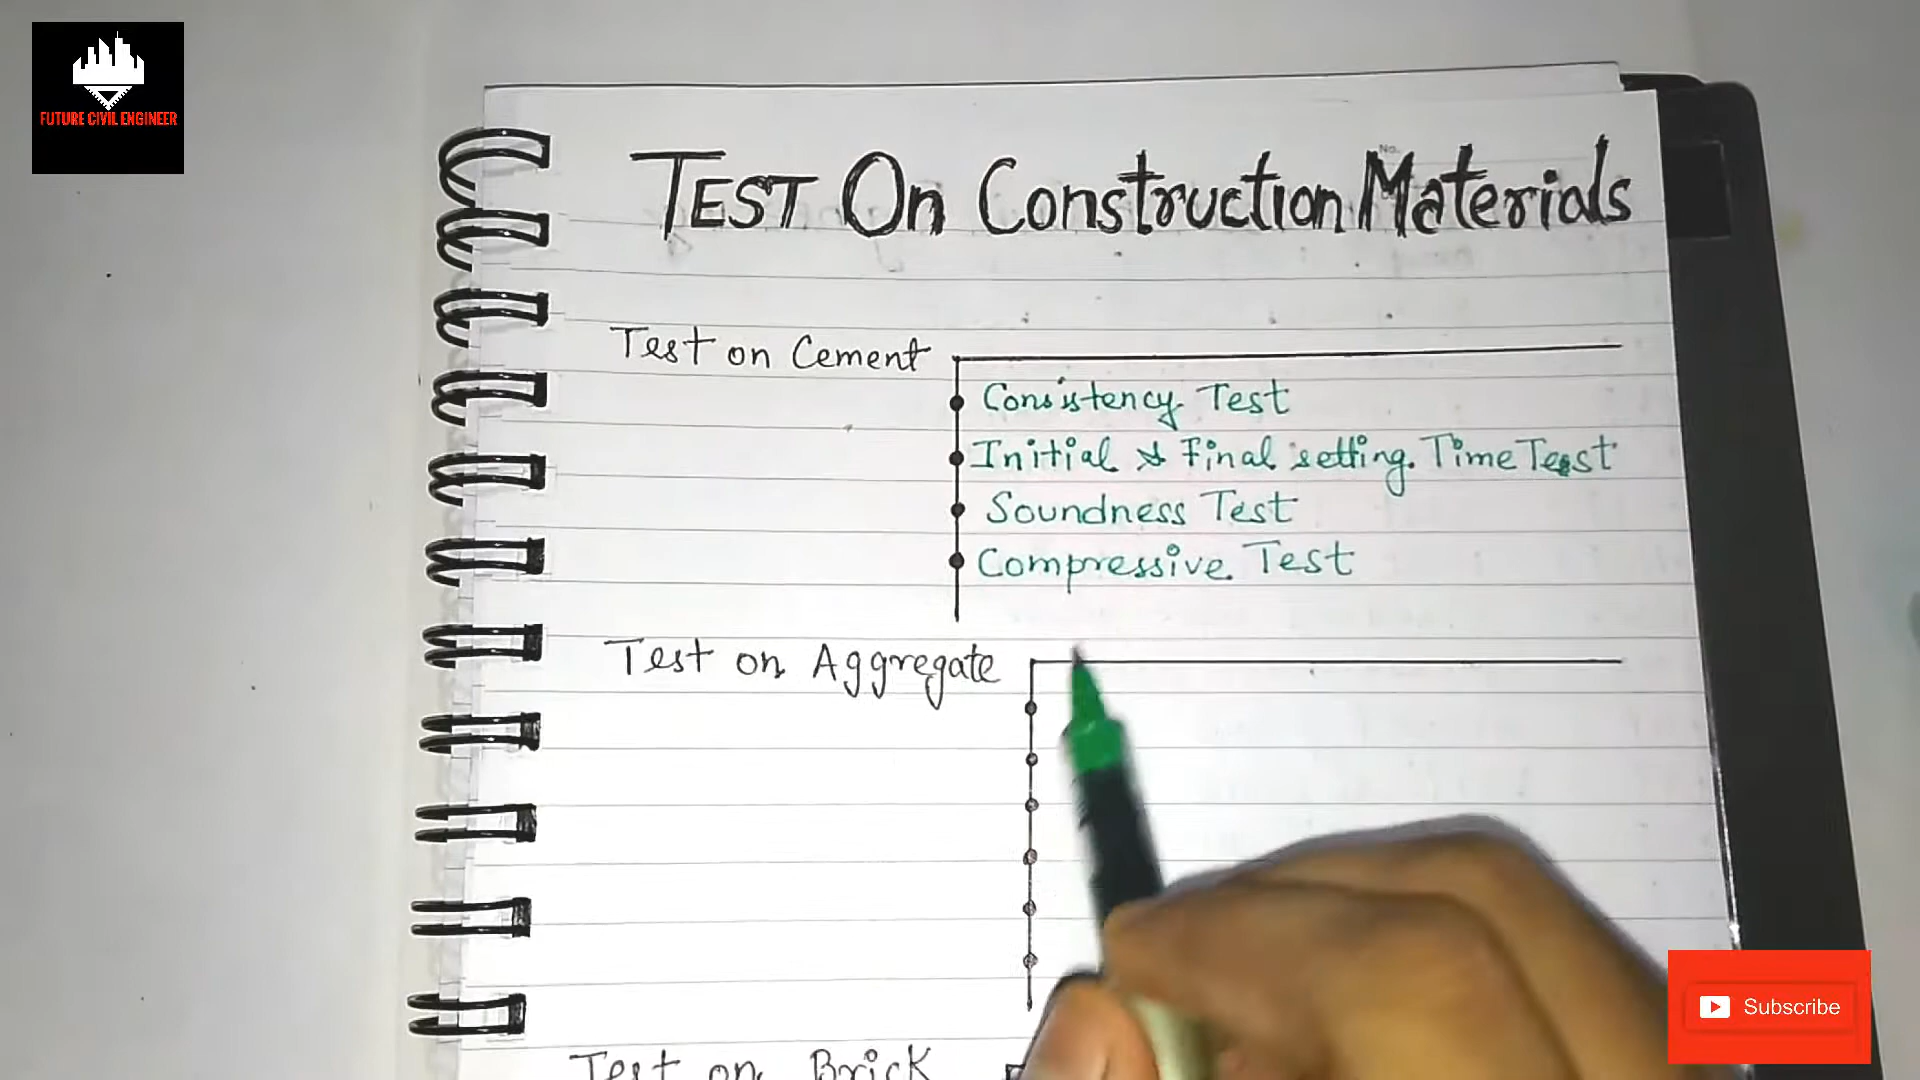 FUTURE CIVIL ENGINEER
No.
TEST On Construction Materials
Test on Cement
Consistency Test
Initial & Final setting Time Test
Soundness Test
Compressive Test
Test on Aggregate
Test on Brick
Subscribe